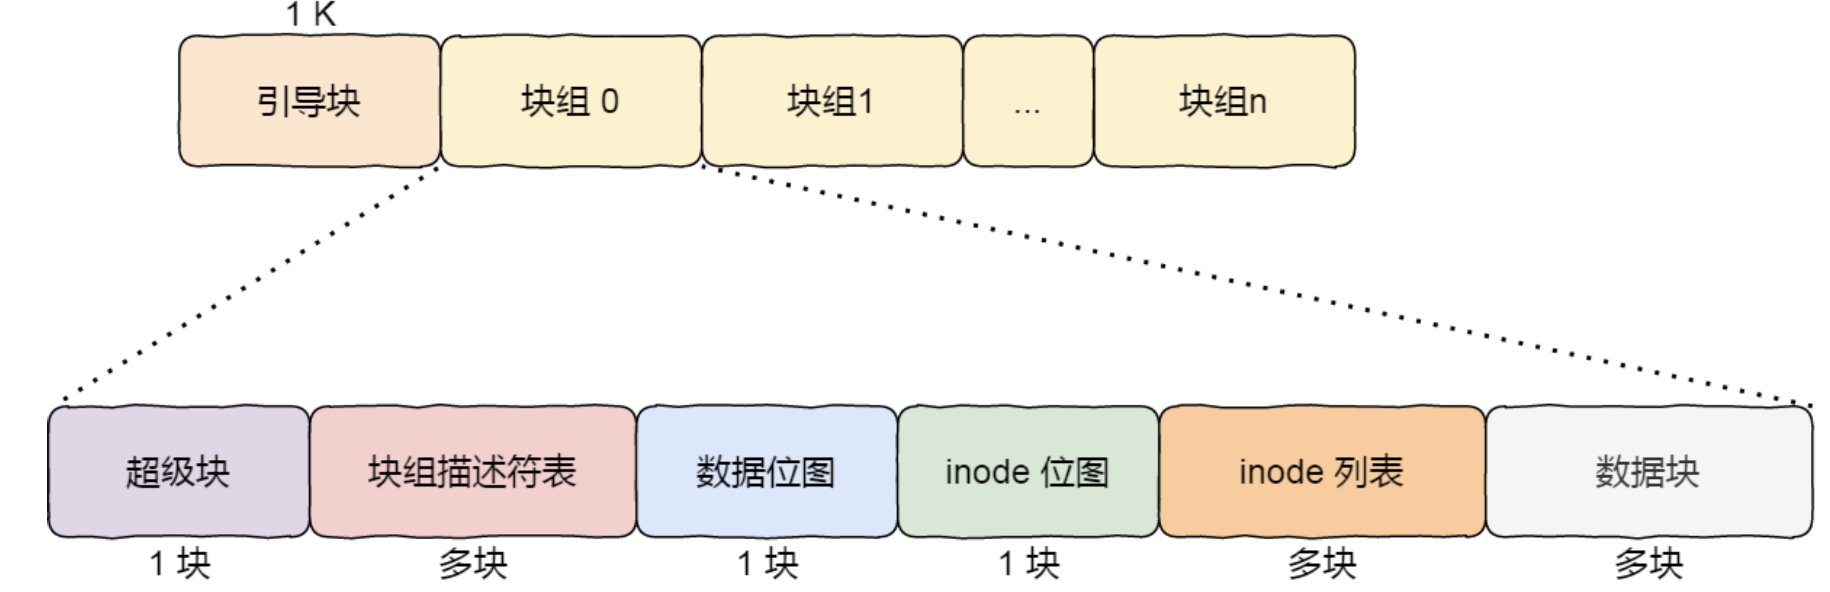 1 K
引导块
块组 0
块组1
...
块组n
超级块
块组描述符表
数据位图
inode 位图
inode 列表
数据块
1 块
多块
1 块
1 块
多块
多块